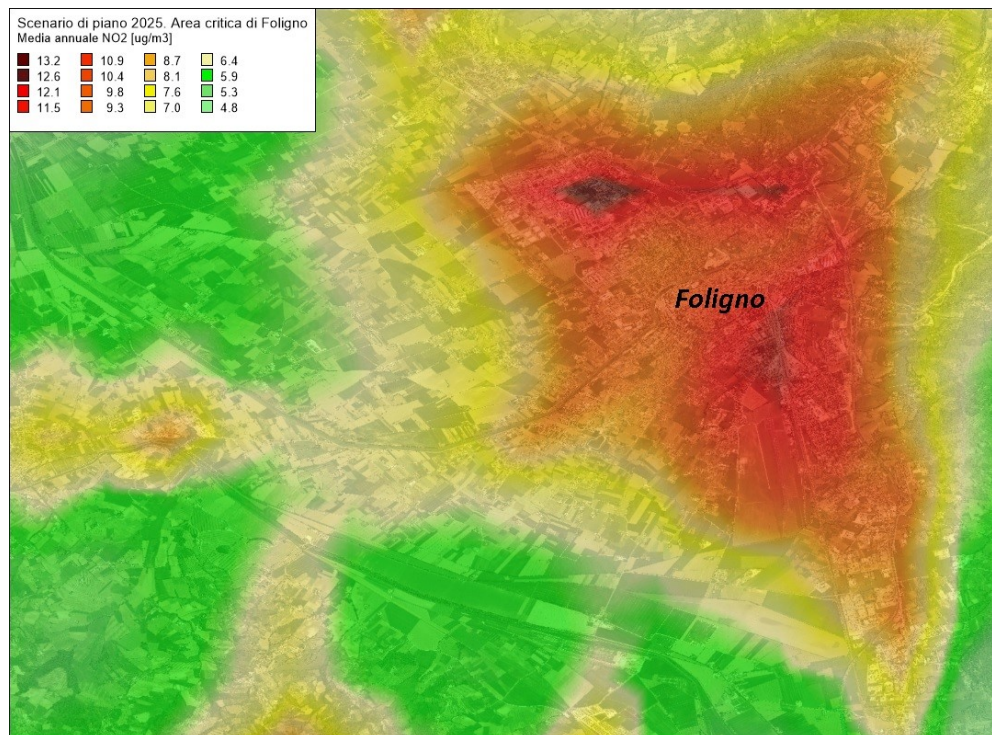 Scenario di piano 2025. Area critica di Foligno
Media annuale NO2 [ug/m3]
13.2 10.9 8.7 6.4
12.6 10.4 8.1 5.9
12.1 9.8 7.6 5.3
11.5 9.3 7.0 4.8
Foligno